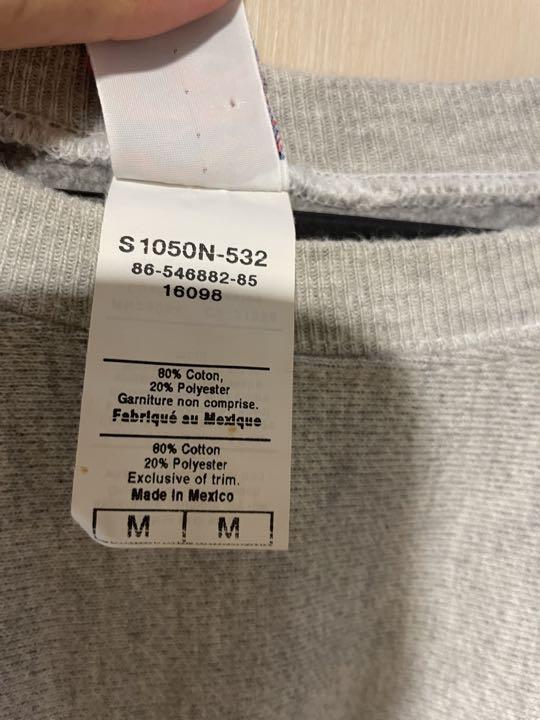 S1050N-532
86-546882-85
16098
80% Coton,
20% Polyester
Garniture non comprise.
Fabriqué au Mexique
80% Cotton
20% Polyester
Exclusive of trim.
Made in Mexico
M M